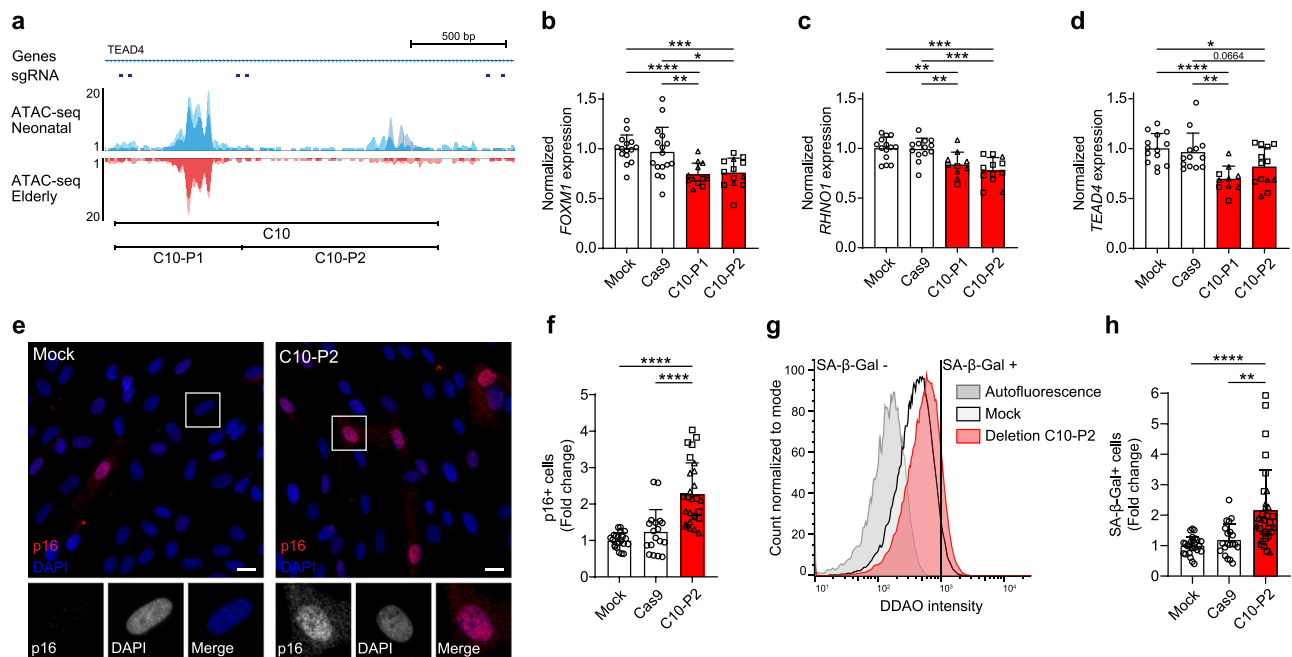 a
500 bp
Genes
TEAD4
sgRNA
20
ATAC-seq
Neonatal
1
1
ATAC-seq
Elderly
20
C10
C10-P1
C10-P2
b
***
*
****
**
1.5
1.0
0.5
0.0
Normalized
FOXM1 expression
Mock
Cas9
C10-P1
C10-P2
c
***
***
**
**
1.5
1.0
0.5
0.0
Normalized
RHNO1 expression
Mock
Cas9
C10-P1
C10-P2
d
*
0.0664
****
**
1.5
1.0
0.5
0.0
Normalized
TEAD4 expression
Mock
Cas9
C10-P1
C10-P2
e
Mock
p16
DAPI
C10-P2
p16
DAPI
p16
DAPI
Merge
p16
DAPI
Merge
f
****
****
5
4
3
2
1
0
p16+ cells
(Fold change)
Mock
Cas9
C10-P2
g
SA-β-Gal -
SA-β-Gal +
100
80
60
40
20
0
Count normalized to mode
10¹
10²
10³
10⁴
DDAO intensity
Autofluorescence
Mock
Deletion C10-P2
h
****
**
6
5
4
3
2
1
0
SA-β-Gal+ cells
(Fold change)
Mock
Cas9
C10-P2